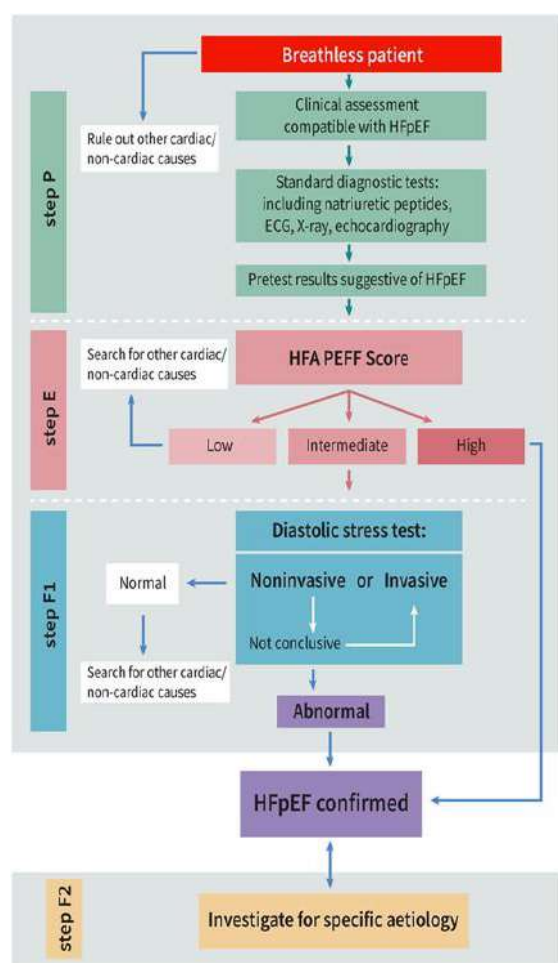 Breathless patient
Rule out other cardiac/
non-cardiac causes
Clinical assessment
compatible with HFpEF
step P
Standard diagnostic tests:
including natriuretic peptides,
ECG, X-ray, echocardiography
Pretest results suggestive of HFpEF
step E
Search for other cardiac/
non-cardiac causes
HFA PEFF Score
Low
Intermediate
High
step F1
Diastolic stress test:
Normal
Noninvasive or Invasive
Not conclusive
Search for other cardiac/
non-cardiac causes
Abnormal
HFpEF confirmed
step F2
Investigate for specific aetiology